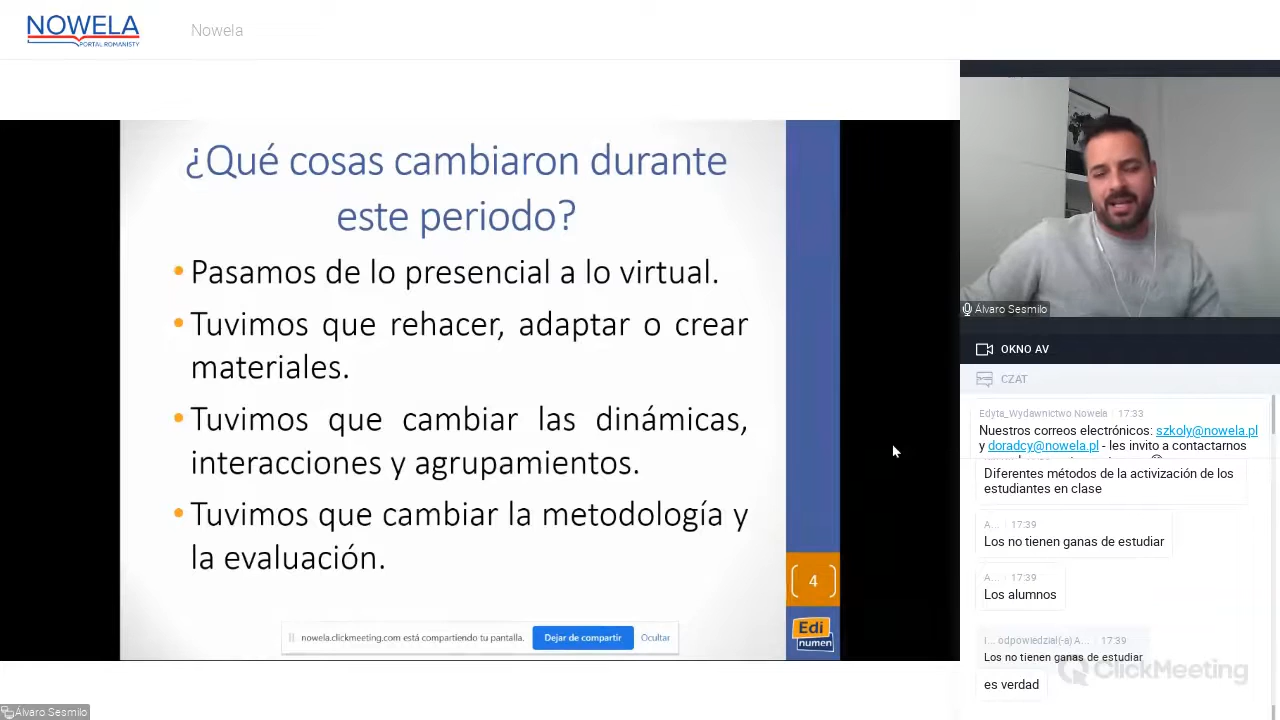 NOWELA
PORTAL ROMANISTY
Nowela
¿Qué cosas cambiaron durante
este periodo?
• Pasamos de lo presencial a lo virtual.
• Tuvimos que rehacer, adaptar o crear
materiales.
• Tuvimos que cambiar las dinámicas,
interacciones y agrupamientos.
• Tuvimos que cambiar la metodología y
la evaluación.
4
Edi
numen
nowela.clickmeeting.com está compartiendo tu pantalla.
Dejar de compartir
Ocultar
Álvaro Sesmilo
Álvaro Sesmilo
OKNO AV
CZAT
Edyta_Wydawnictwo Nowela | 17:33
Nuestros correos electrónicos: szkoly@nowela.pl
y doradcy@nowela.pl - les invito a contactarnos
Diferentes métodos de la activización de los
estudiantes en clase
A... | 17:39
Los no tienen ganas de estudiar
A... | 17:39
Los alumnos
I... odpowiedział(-a) A... | 17:39
Los no tienen ganas de estudiar
es verdad
ClickMeeting